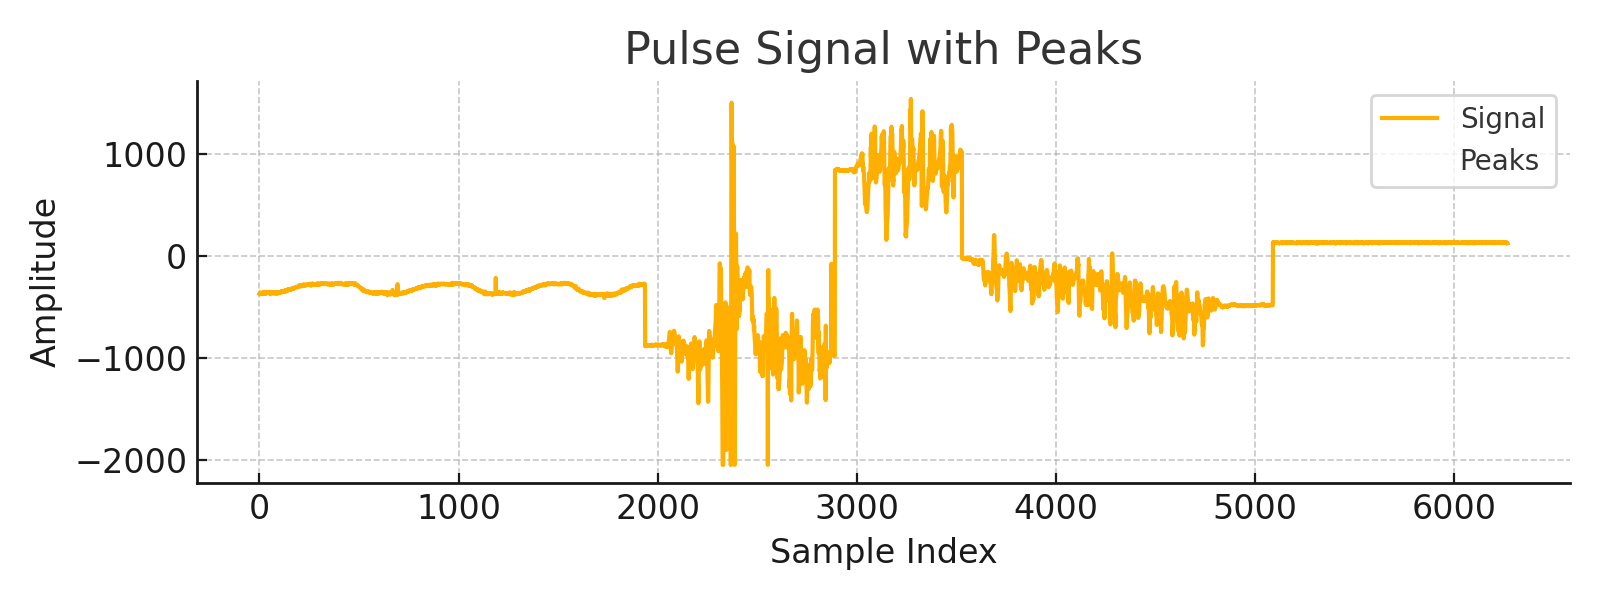 Pulse Signal with Peaks
Signal
Peaks
Amplitude
1000
0
−1000
−2000
0 1000 2000 3000 4000 5000 6000
Sample Index